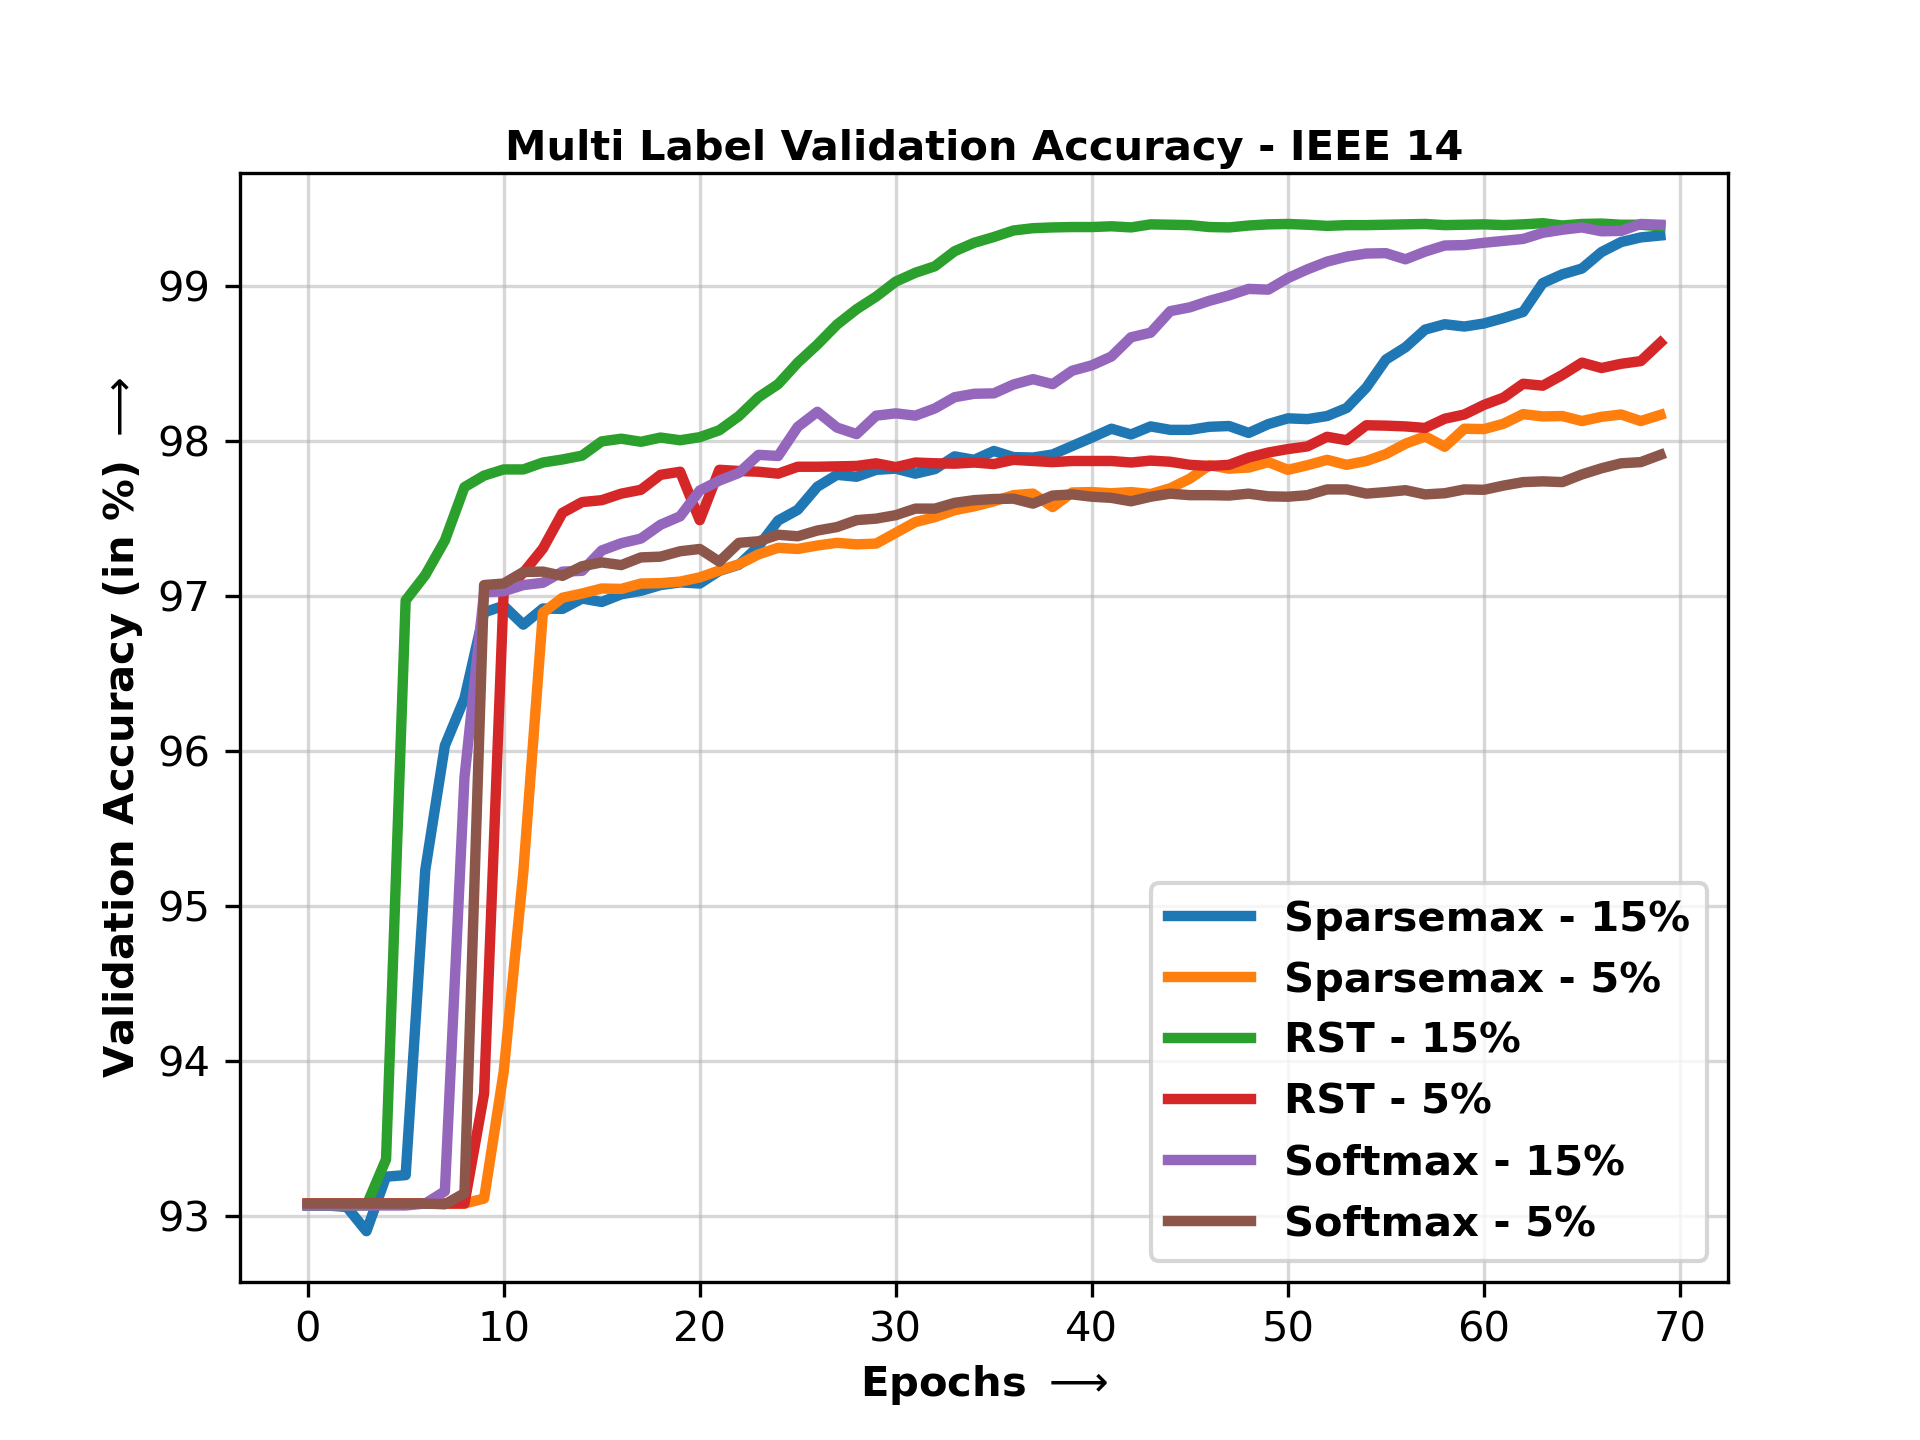 Multi Label Validation Accuracy - IEEE 14
Validation Accuracy (in %) ⟶
99
98
97
96
95
94
93
0 10 20 30 40 50 60 70
Epochs ⟶
Sparsemax - 15%
Sparsemax - 5%
RST - 15%
RST - 5%
Softmax - 15%
Softmax - 5%